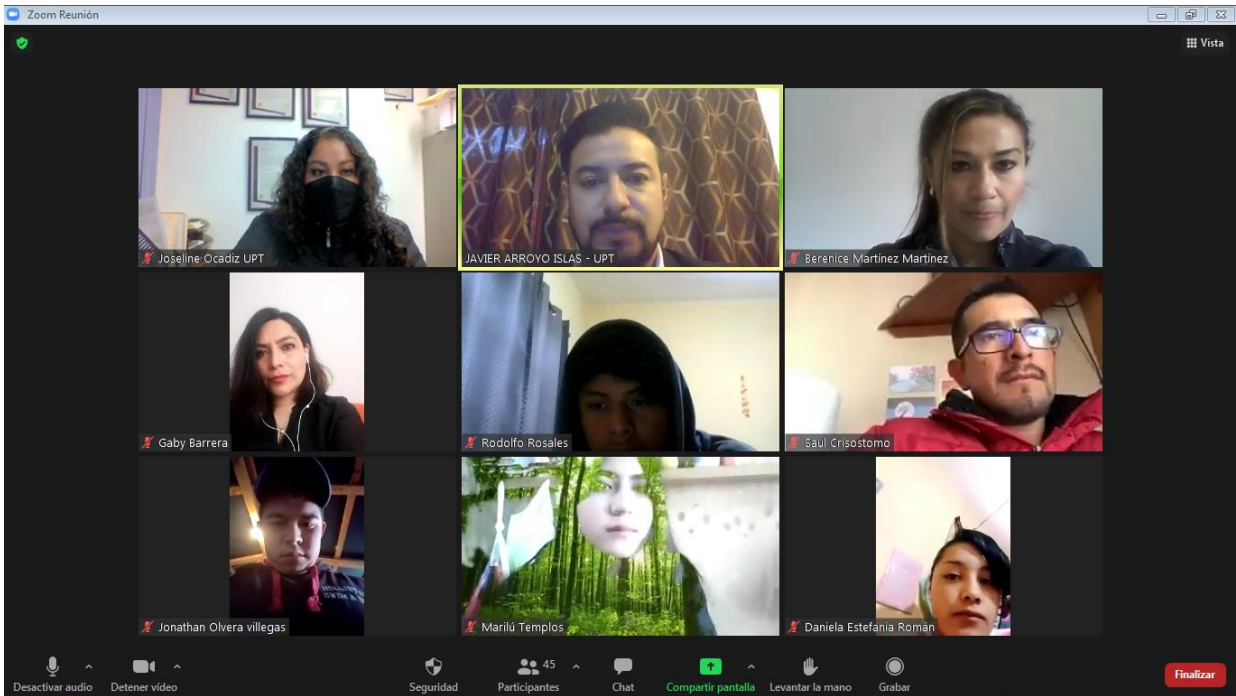 Zoom Reunión
Vista
Joseline Ocadiz UPT
JAVIER ARROYO ISLAS - UPT
Berenice Martínez Martínez
Gaby Barrera
Rodolfo Rosales
Saul Crisostomo
Jonathan Olvera villegas
Marilú Templos
Daniela Estefania Román
45
Desactivar audio
Detener vídeo
Seguridad
Participantes
Chat
Compartir pantalla
Levantar la mano
Grabar
Finalizar